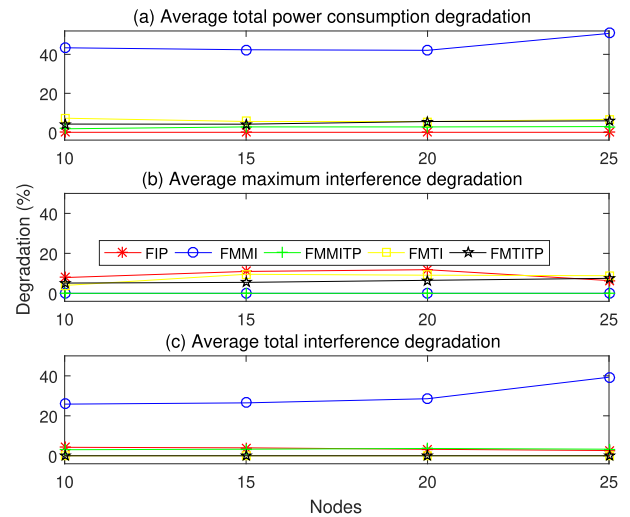 (a) Average total power consumption degradation
40
20
0
10 15 20 25
(b) Average maximum interference degradation
40
20
0
FIP FMMI FMMITP FMTI FMTITP
10 15 20 25
Degradation (%)
(c) Average total interference degradation
40
20
0
10 15 20 25
Nodes